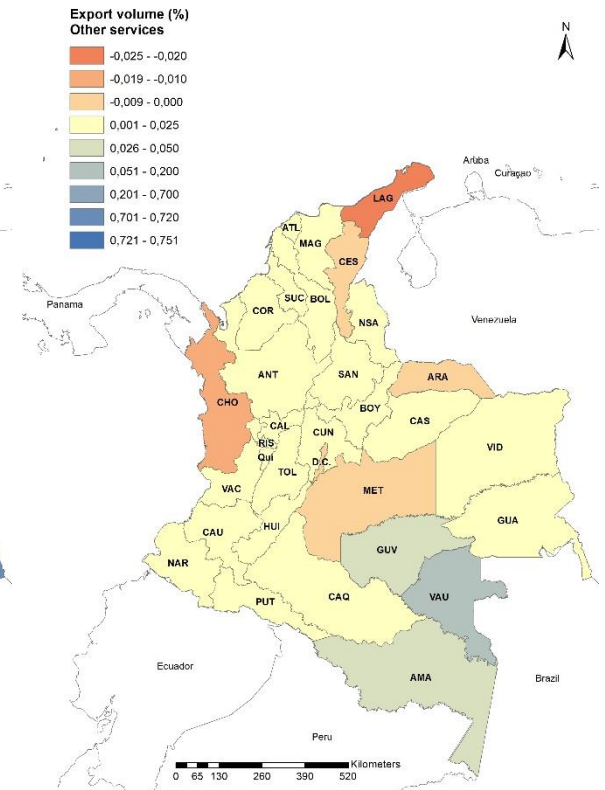 Export volume (%)
Other services
-0,025 - -0,020
-0,019 - -0,010
-0,009 - 0,000
0,001 - 0,025
0,026 - 0,050
0,051 - 0,200
0,201 - 0,700
0,701 - 0,720
0,721 - 0,751
N
Aruba
Curaçao
LAG
ATL
MAG
CES
Panama
COR
SUC
BOL
NSA
Venezuela
ANT
SAN
ARA
CHO
BOY
CAS
CAL
CUN
RIS
Qui
D.C.
VID
TOL
VAC
MET
GUA
CAU
HUI
GUV
NAR
PUT
CAQ
VAU
Ecuador
AMA
Brazil
Peru
Kilometers
0 65 130 260 390 520